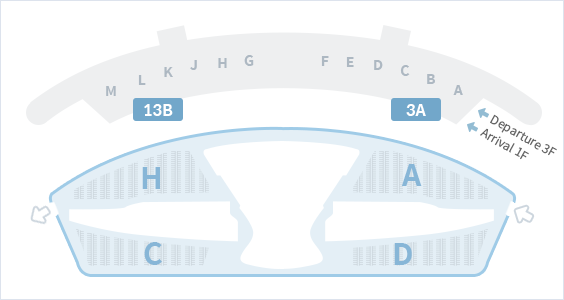 M L K J H G F E D C B A
13B 3A
Departure 3F
Arrival 1F
H A
C D